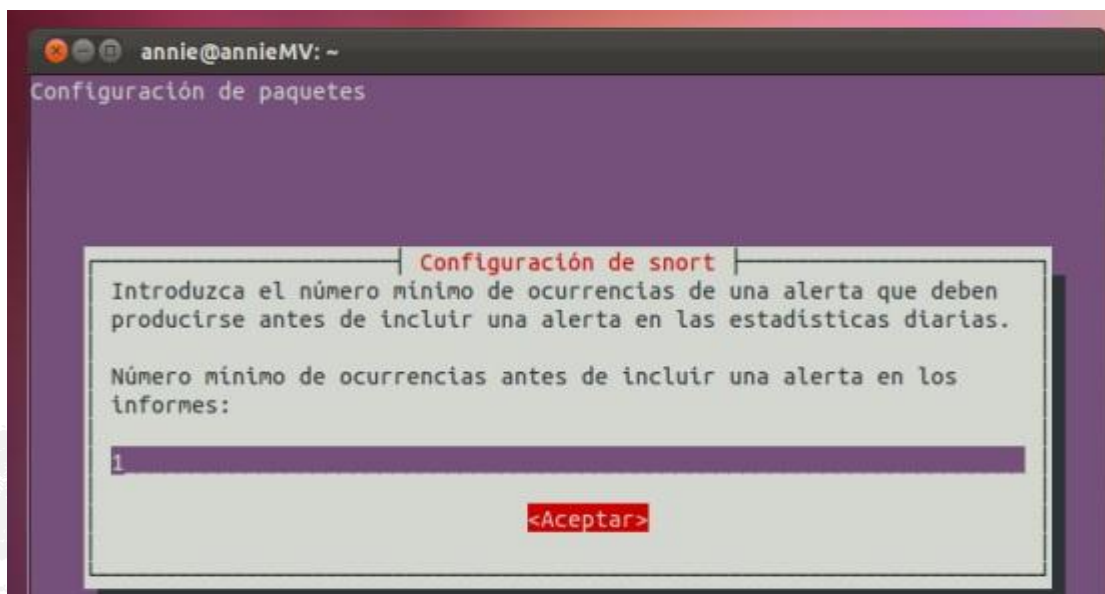 annie@annieMV: ~
Configuración de paquetes
Configuración de snort
Introduzca el número mínimo de ocurrencias de una alerta que deben
producirse antes de incluir una alerta en las estadísticas diarias.
Número mínimo de ocurrencias antes de incluir una alerta en los
informes:
1
<Aceptar>